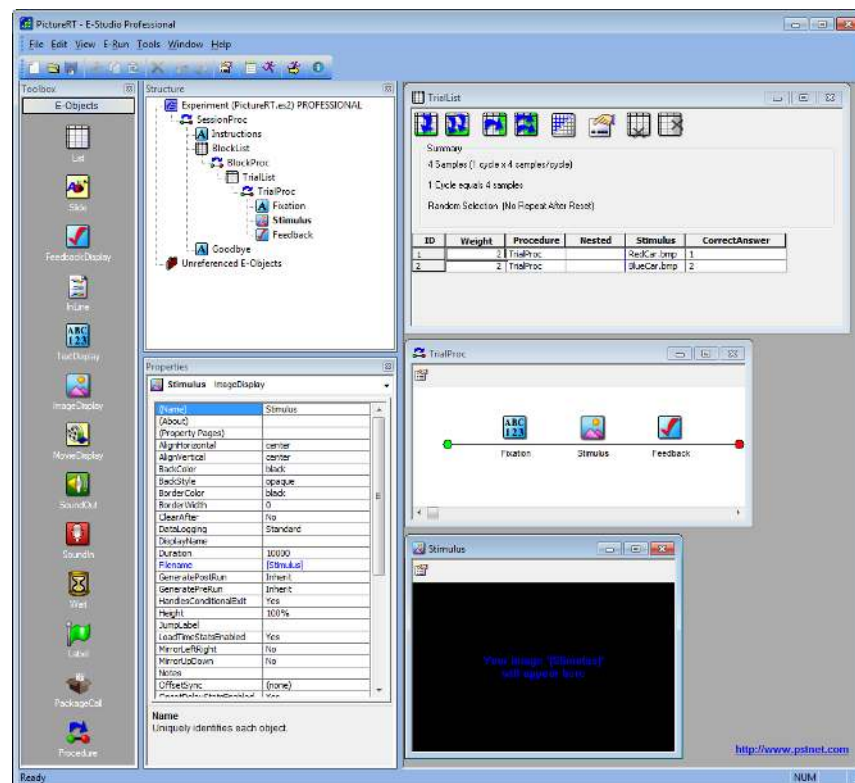 PictureRT - E-Studio Professional
File Edit View E-Run Tools Window Help
Toolbox
E-Objects
List
Slide
FeedbackDisplay
InLine
TextDisplay
ImageDisplay
MovieDisplay
SoundOut
SoundIn
Wait
Label
PackageCall
Procedure
Structure
Experiment (PictureRT.es2) PROFESSIONAL
SessionProc
Instructions
BlockList
BlockProc
TrialList
TrialProc
Fixation
Stimulus
Feedback
Goodbye
Unreferenced E-Objects
Properties
Stimulus ImageDisplay
(Name) Stimulus
(About)
(Property Pages)
AlignHorizontal center
AlignVertical center
BackColor black
BackStyle opaque
BorderColor black
BorderWidth 0
ClearAfter No
DataLogging Standard
DisplayName
Duration 10000
Filename [Stimulus]
GeneratePostRun Inherit
GeneratePreRun Inherit
HandlesConditionalExit Yes
Height 100%
JumpLabel
LoadTimeStatsEnabled Yes
MirrorLeftRight No
MirrorUpDown No
Notes
OffsetSync (none)
OnsetDelayStatsEnabled Yes
Name
Uniquely identifies each object.
TrialList
Summary
4 Samples (1 cycle x 4 samples/cycle)
1 Cycle equals 4 samples
Random Selection (No Repeat After Reset)
ID Weight Procedure Nested Stimulus CorrectAnswer
1 2 TrialProc RedCar.bmp 1
2 2 TrialProc BlueCar.bmp 2
TrialProc
ABC
123
Fixation Stimulus Feedback
Stimulus
Your image '[Stimulus]'
will appear here
http://www.pstnet.com
Ready NUM